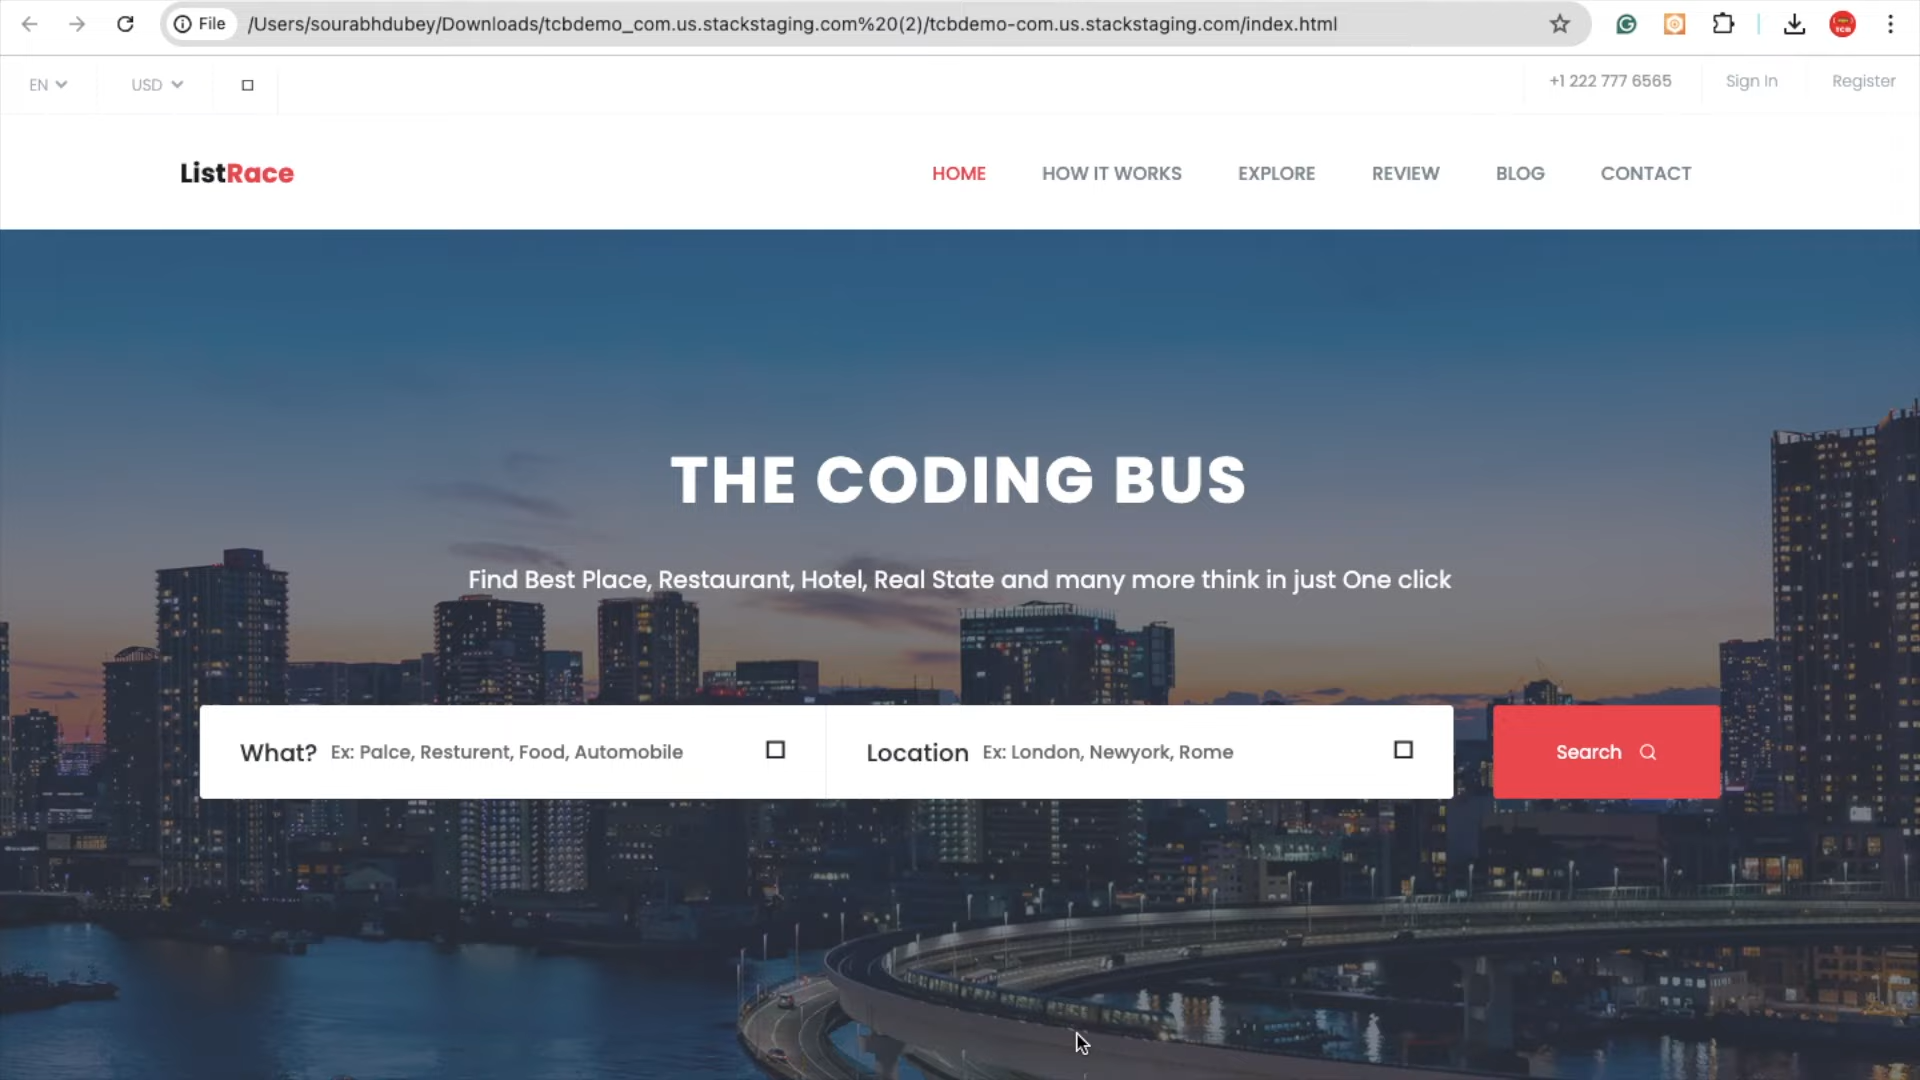 File /Users/sourabhdubey/Downloads/tcbdemo_com.us.stackstaging.com%20(2)/tcbdemo-com.us.stackstaging.com/index.html
EN USD +1 222 777 6565 Sign In Register
ListRace HOME HOW IT WORKS EXPLORE REVIEW BLOG CONTACT
THE CODING BUS
Find Best Place, Restaurant, Hotel, Real State and many more think in just One click
What? Ex: Palce, Resturent, Food, Automobile Location Ex: London, Newyork, Rome Search